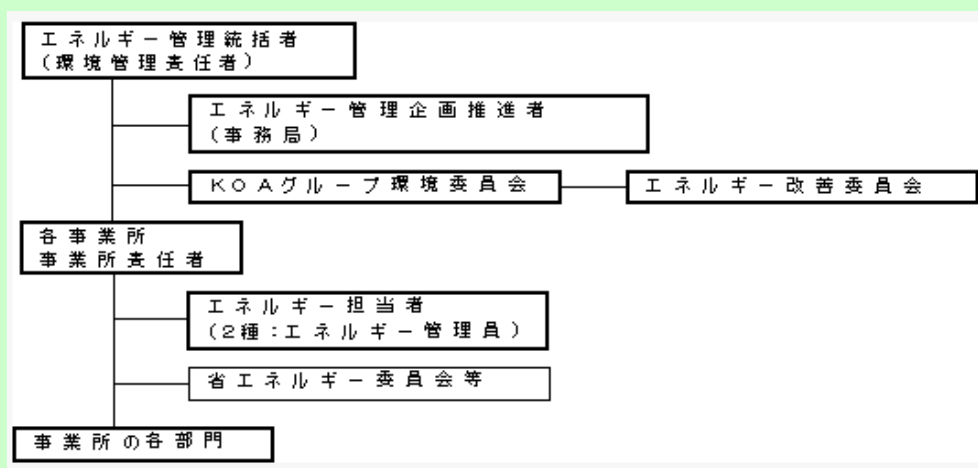 エネルギー管理統括者
(環境管理責任者)
エネルギー管理企画推進者
(事務局)
KOAグループ環境委員会
エネルギー改善委員会
各事業所
事業所責任者
エネルギー担当者
(2種:エネルギー管理員)
省エネルギー委員会等
事業所の各部門